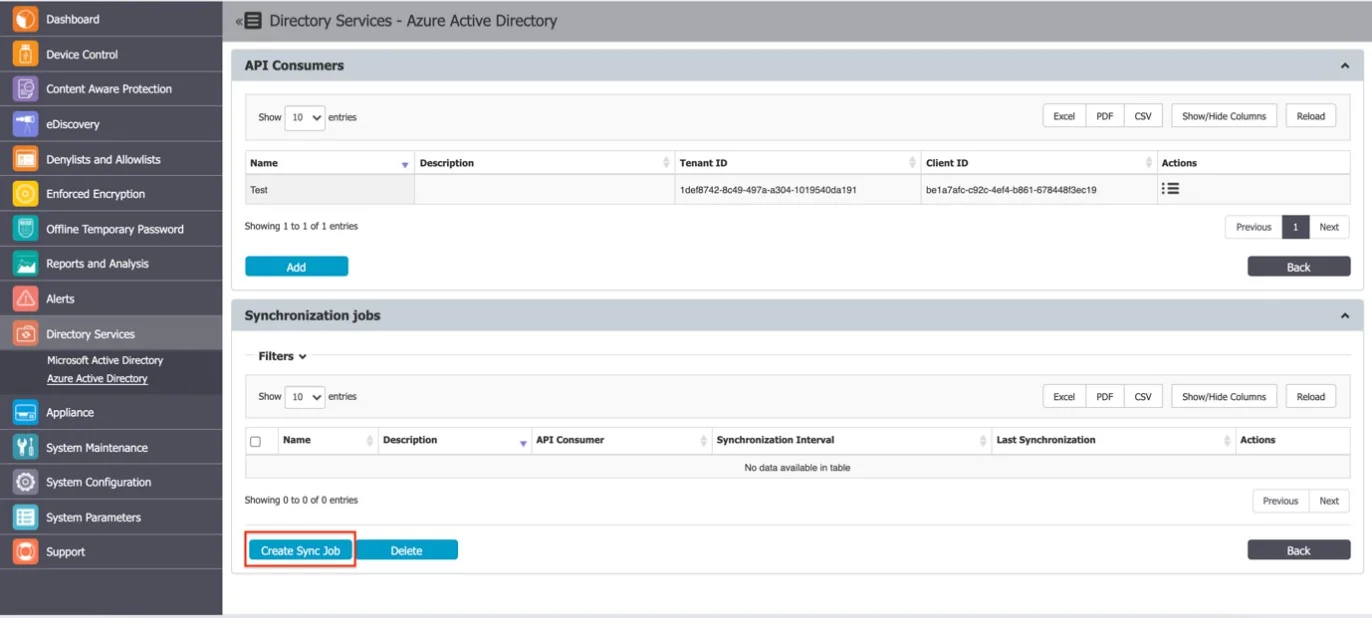 Dashboard
Device Control
Content Aware Protection
eDiscovery
Denylists and Allowlists
Enforced Encryption
Offline Temporary Password
Reports and Analysis
Alerts
Directory Services
Microsoft Active Directory
Azure Active Directory
Appliance
System Maintenance
System Configuration
System Parameters
Support
Directory Services - Azure Active Directory
API Consumers
Show 10 entries Excel PDF CSV Show/Hide Columns Reload
Name Description Tenant ID Client ID Actions
Test 1def8742-8c49-497a-a304-1019540da191 be1a7afc-c92c-4ef4-b861-678448f3ec19
Showing 1 to 1 of 1 entries Previous 1 Next
Add Back
Synchronization jobs
Filters
Show 10 entries Excel PDF CSV Show/Hide Columns Reload
Name Description API Consumer Synchronization Interval Last Synchronization Actions
No data available in table
Showing 0 to 0 of 0 entries Previous Next
Create Sync Job Delete Back